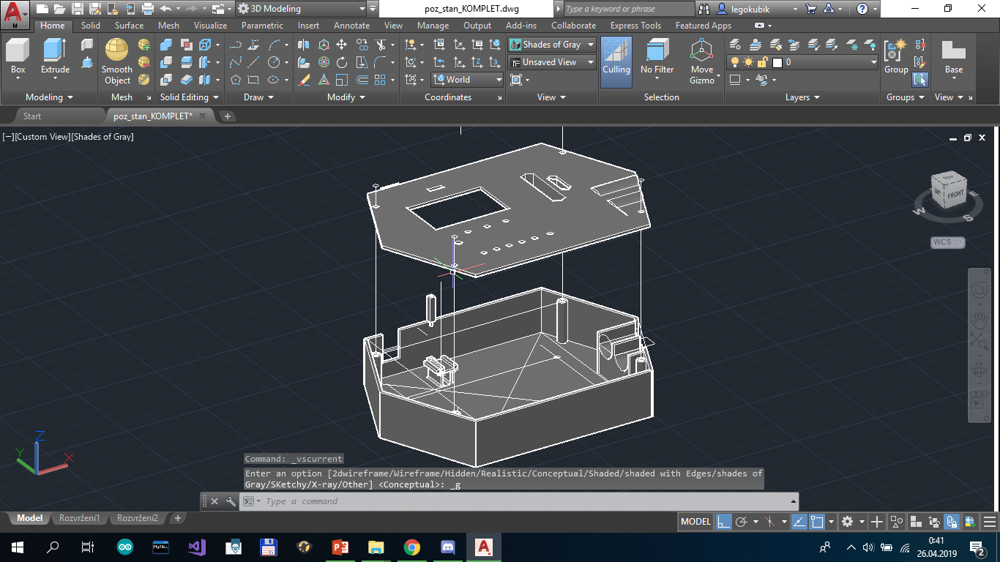 3D Modeling
poz_stan_KOMPLET.dwg
Type a keyword or phrase
legokubik
A
M
Home Solid Surface Mesh Visualize Parametric Insert Annotate View Manage Output Add-ins Collaborate Express Tools Featured Apps
Box
Extrude
Smooth
Object
World
Shades of Gray
Unsaved View
Culling
No Filter
Move
Gizmo
0
Group
Base
Modeling
Mesh
Solid Editing
Draw
Modify
Coordinates
View
Selection
Layers
Groups
View
Start
poz_stan_KOMPLET*
[−][Custom View][Shades of Gray]
TOP
LEFT
FRONT
W
S
WCS
Z
Y
X
Command: _vscurrent
Enter an option [2dwireframe/Wireframe/Hidden/Realistic/Conceptual/Shaded/shaded with Edges/shades of
Gray/SKetchy/X-ray/Other] <Conceptual>: _g
Type a command
Model
Rozvržení1
Rozvržení2
MODEL
MySQL
A
0:41
26.04.2019
2